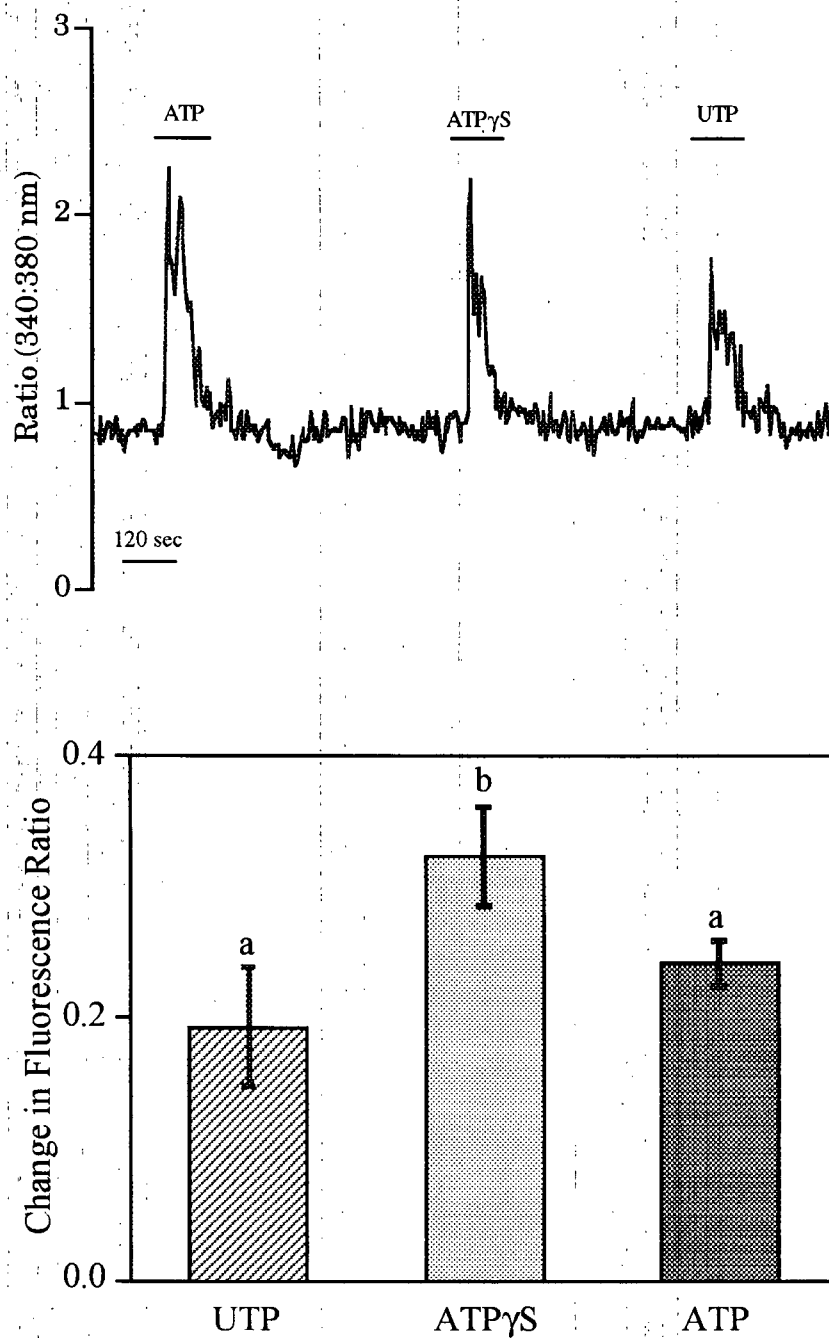 3
ATP
ATPγS
UTP
2
Ratio (340:380 nm)
1
120 sec
0
0.4
b
a
a
Change in Fluorescence Ratio
0.2
0.0
UTP
ATPγS
ATP